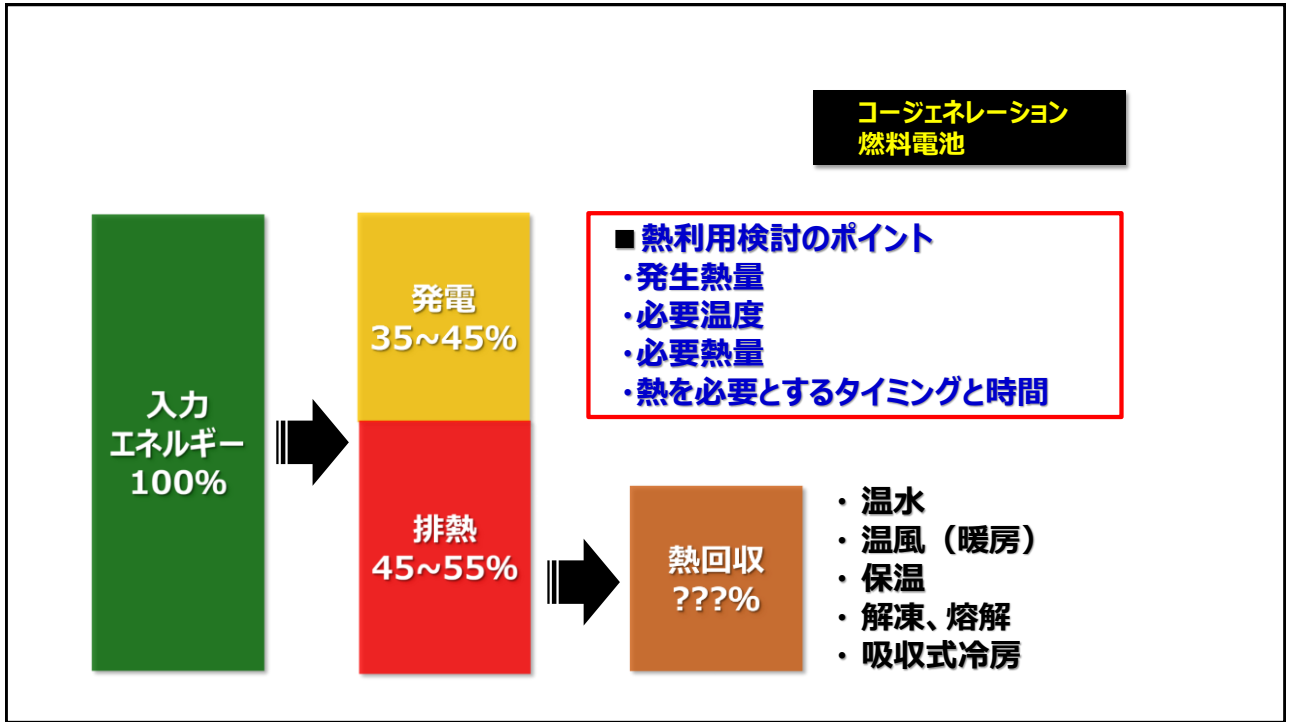 コージェネレーション
燃料電池
入力
エネルギー
100%
発電
35~45%
排熱
45~55%
■熱利用検討のポイント
・発生熱量
・必要温度
・必要熱量
・熱を必要とするタイミングと時間
熱回収
???%
・ 温水
・ 温風（暖房）
・ 保温
・ 解凍、熔解
・ 吸収式冷房